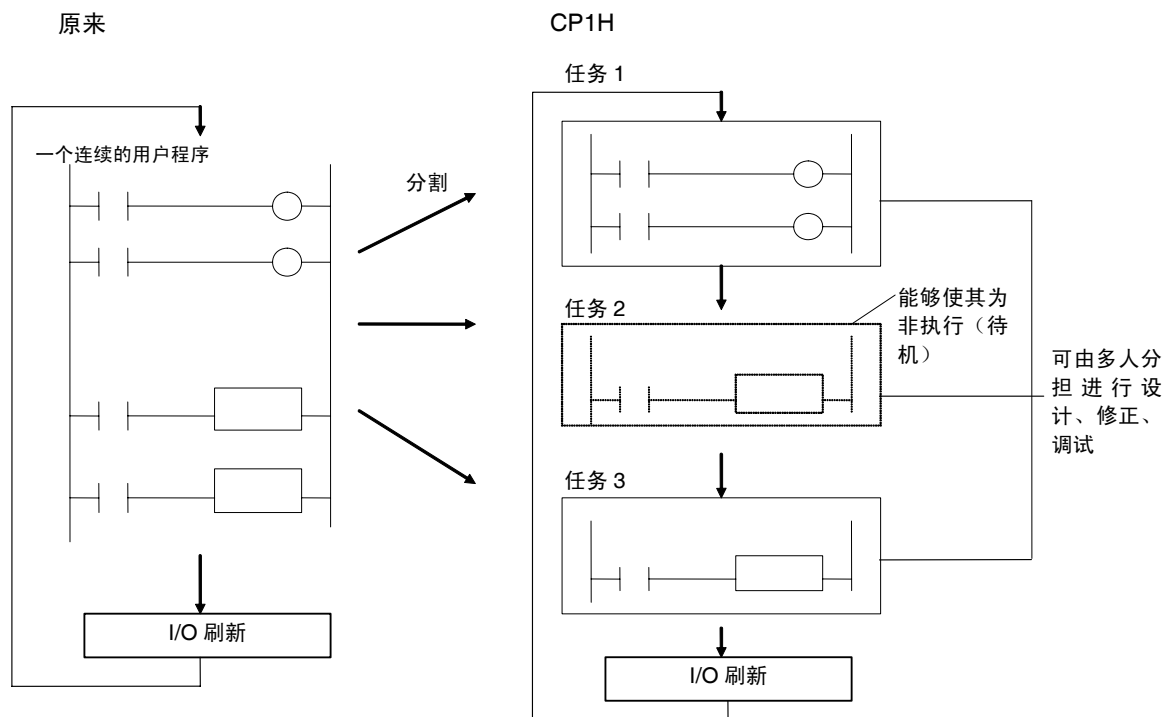 原来
一个连续的用户程序
I/O 刷新
分割
CP1H
任务 1
任务 2
能够使其为
非执行（待
机）
任务 3
I/O 刷新
可由多人分
担进行设
计、修正、
调试